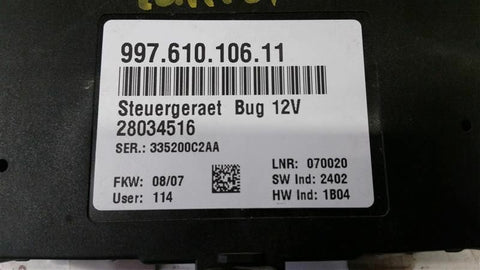 997.610.106.11
Steuergeraet Bug 12V
28034516
SER.: 335200C2AA
LNR: 070020
FKW: 08/07 SW Ind: 2402
User: 114 HW Ind: 1B04